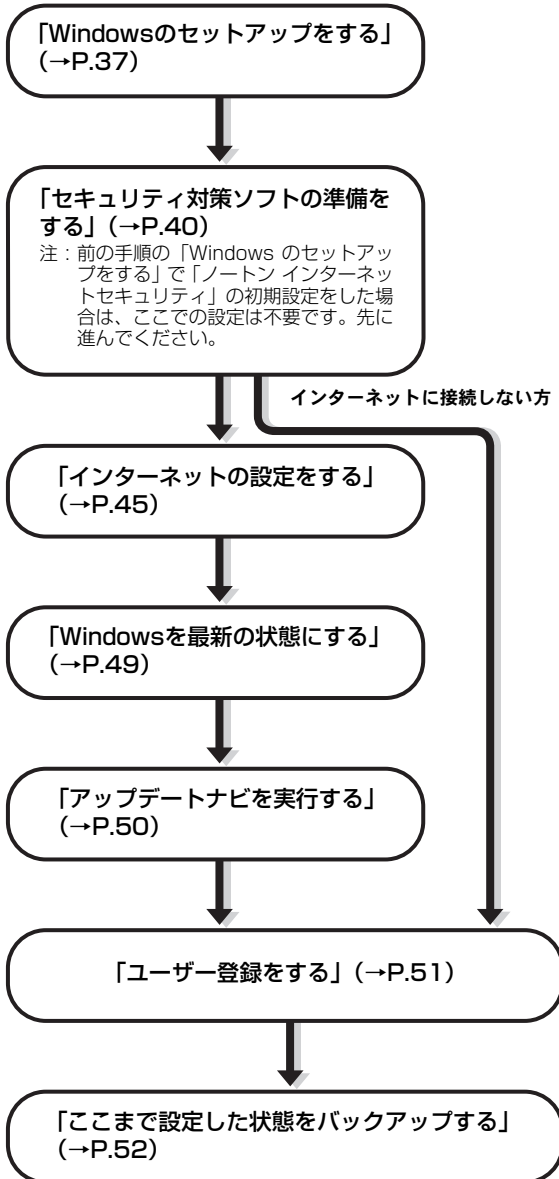 「Windowsのセットアップをする」
（→P.37）
「セキュリティ対策ソフトの準備を
する」（→P.40）
注：前の手順の「Windows のセットアッ
プをする」で「ノートン インターネッ
トセキュリティ」の初期設定をした場
合は、ここでの設定は不要です。先に
進んでください。
インターネットに接続しない方
「インターネットの設定をする」
（→P.45）
「Windowsを最新の状態にする」
（→P.49）
「アップデートナビを実行する」
（→P.50）
「ユーザー登録をする」（→P.51）
「ここまで設定した状態をバックアップする」
（→P.52）